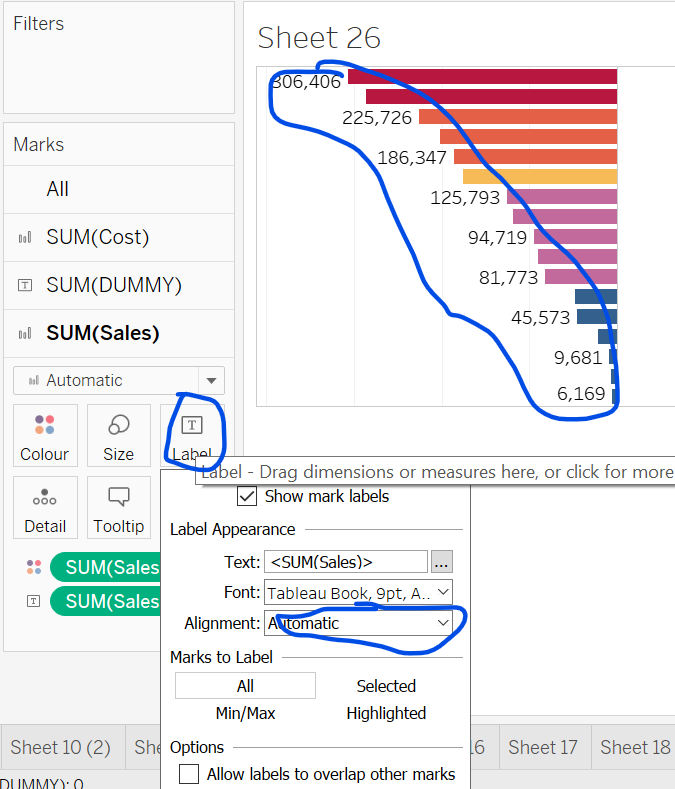 Filters
Sheet 26
Marks
All
SUM(Cost)
SUM(DUMMY)
SUM(Sales)
Automatic
Colour
Size
Label
Detail
Tooltip
SUM(Sales
SUM(Sales
306,406
225,726
186,347
125,793
94,719
81,773
45,573
9,681
6,169
Label - Drag dimensions or measures here, or click for more
Show mark labels
Label Appearance
Text: <SUM(Sales)> ...
Font: Tableau Book, 9pt, A..
Alignment: Automatic
Marks to Label
All Selected
Min/Max Highlighted
Options
Allow labels to overlap other marks
Sheet 10 (2) She 16 Sheet 17 Sheet 18
DUMMY): 0